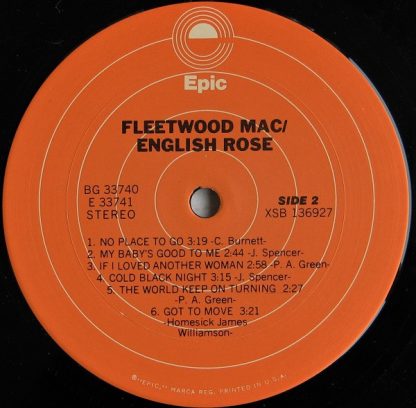 Epic
FLEETWOOD MAC/
ENGLISH ROSE
BG 33740
E 33741
STEREO
SIDE 2
XSB 136927
1. NO PLACE TO GO 3:19 -C. Burnett-
2. MY BABY'S GOOD TO ME 2:44 -J. Spencer-
3. IF I LOVED ANOTHER WOMAN 2:58 -P. A. Green-
4. COLD BLACK NIGHT 3:15 -J. Spencer-
5. THE WORLD KEEP ON TURNING 2:27
-P. A. Green-
6. GOT TO MOVE 3:21
-Homesick James
Williamson-
℗"EPIC," MARCA REG. PRINTED IN U.S.A.